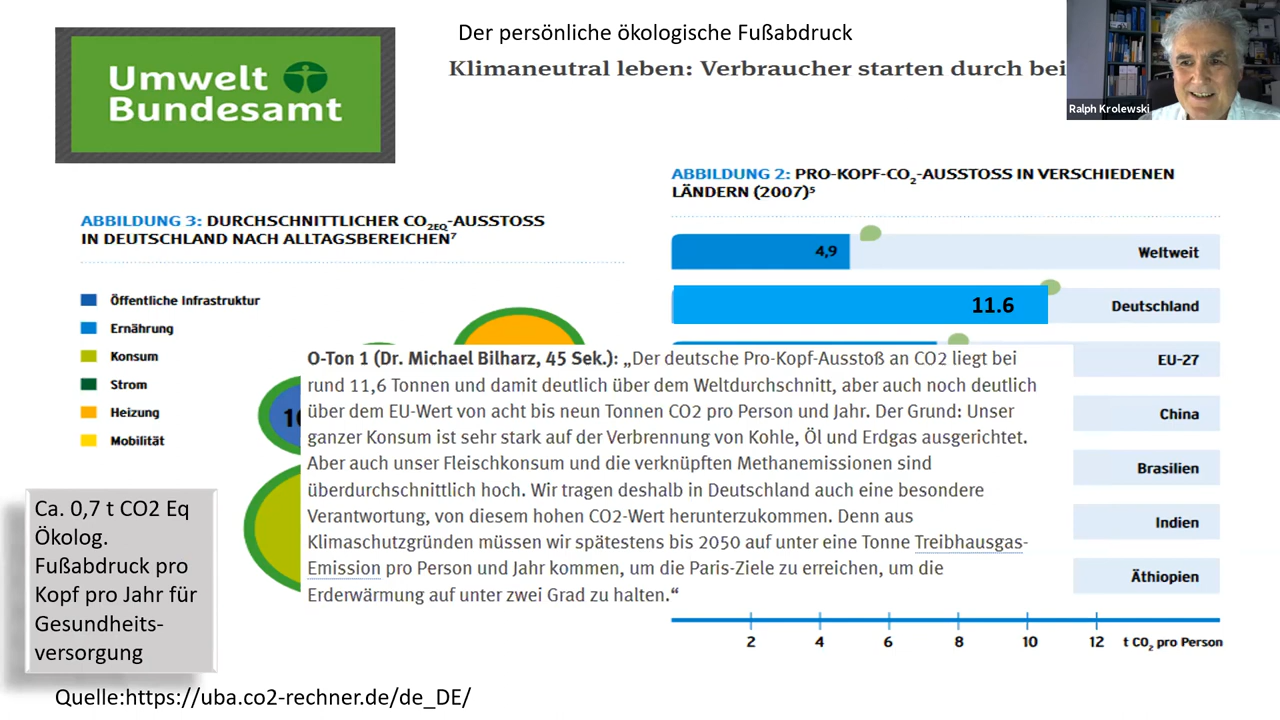 Der persönliche ökologische Fußabdruck
Klimaneutral leben: Verbraucher starten durch bei
Ralph Krolewski
Umwelt
Bundesamt
ABBILDUNG 3: DURCHSCHNITTLICHER CO2EQ-AUSSTOSS
IN DEUTSCHLAND NACH ALLTAGSBEREICHEN7
Öffentliche Infrastruktur
Ernährung
Konsum
Strom
Heizung
Mobilität
ABBILDUNG 2: PRO-KOPF-CO2-AUSSTOSS IN VERSCHIEDENEN
LÄNDERN (2007)5
4,9 Weltweit
11.6 Deutschland
EU-27
China
Brasilien
Indien
Äthiopien
2 4 6 8 10 12 t CO2 pro Person
O-Ton 1 (Dr. Michael Bilharz, 45 Sek.): „Der deutsche Pro-Kopf-Ausstoß an CO2 liegt bei
rund 11,6 Tonnen und damit deutlich über dem Weltdurchschnitt, aber auch noch deutlich
über dem EU-Wert von acht bis neun Tonnen CO2 pro Person und Jahr. Der Grund: Unser
ganzer Konsum ist sehr stark auf der Verbrennung von Kohle, Öl und Erdgas ausgerichtet.
Aber auch unser Fleischkonsum und die verknüpften Methanemissionen sind
überdurchschnittlich hoch. Wir tragen deshalb in Deutschland auch eine besondere
Verantwortung, von diesem hohen CO2-Wert herunterzukommen. Denn aus
Klimaschutzgründen müssen wir spätestens bis 2050 auf unter eine Tonne Treibhausgas-
Emission pro Person und Jahr kommen, um die Paris-Ziele zu erreichen, um die
Erderwärmung auf unter zwei Grad zu halten.“
Ca. 0,7 t CO2 Eq
Ökolog.
Fußabdruck pro
Kopf pro Jahr für
Gesundheits-
versorgung
Quelle:https://uba.co2-rechner.de/de_DE/